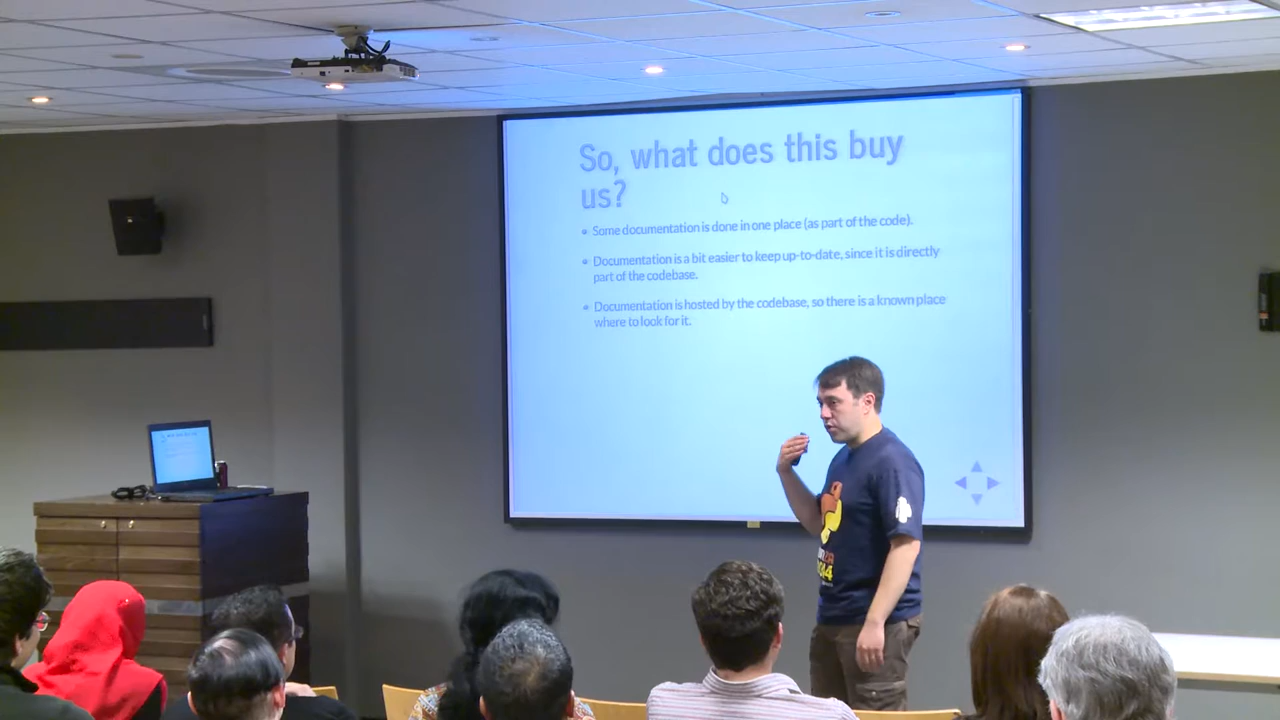 So, what does this buy
us?
Some documentation is done in one place (as part of the code).
Documentation is a bit easier to keep up-to-date, since it is directly
part of the codebase.
Documentation is hosted by the codebase, so there is a known place
where to look for it.